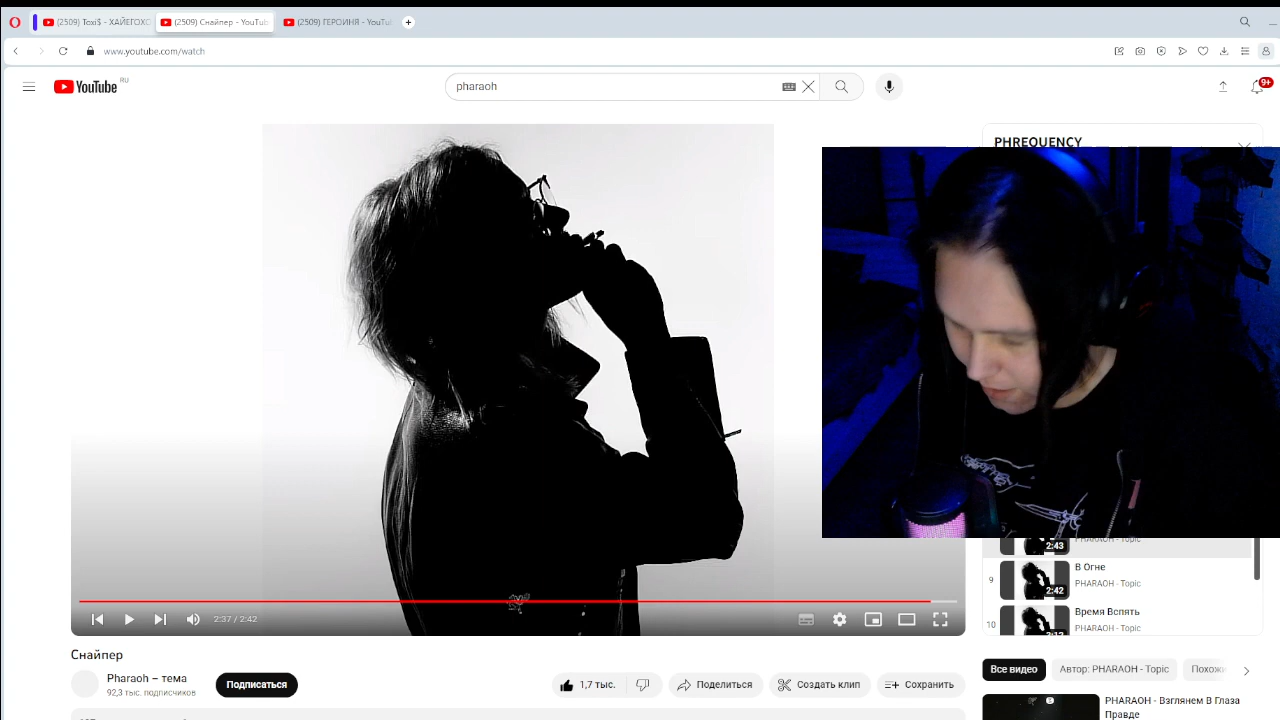 (2509) Toxi$ - ХАЙЕГОХО
(2509) Снайпер - YouTub
(2509) ГЕРОИНЯ - YouTu
www.youtube.com/watch
YouTube RU
pharaoh
9+
PHREQUENCY
2:43
PHARAOH - Topic
9
В Огне
PHARAOH - Topic
2:42
10
Время Вспять
PHARAOH - Topic
2:37 / 2:42
Снайпер
Pharaoh – тема
92,3 тыс. подписчиков
Подписаться
1,7 тыс.
Поделиться
Создать клип
Сохранить
Все видео
Автор: PHARAOH - Topic
Похожи
PHARAOH - Взглянем В Глаза
Правде